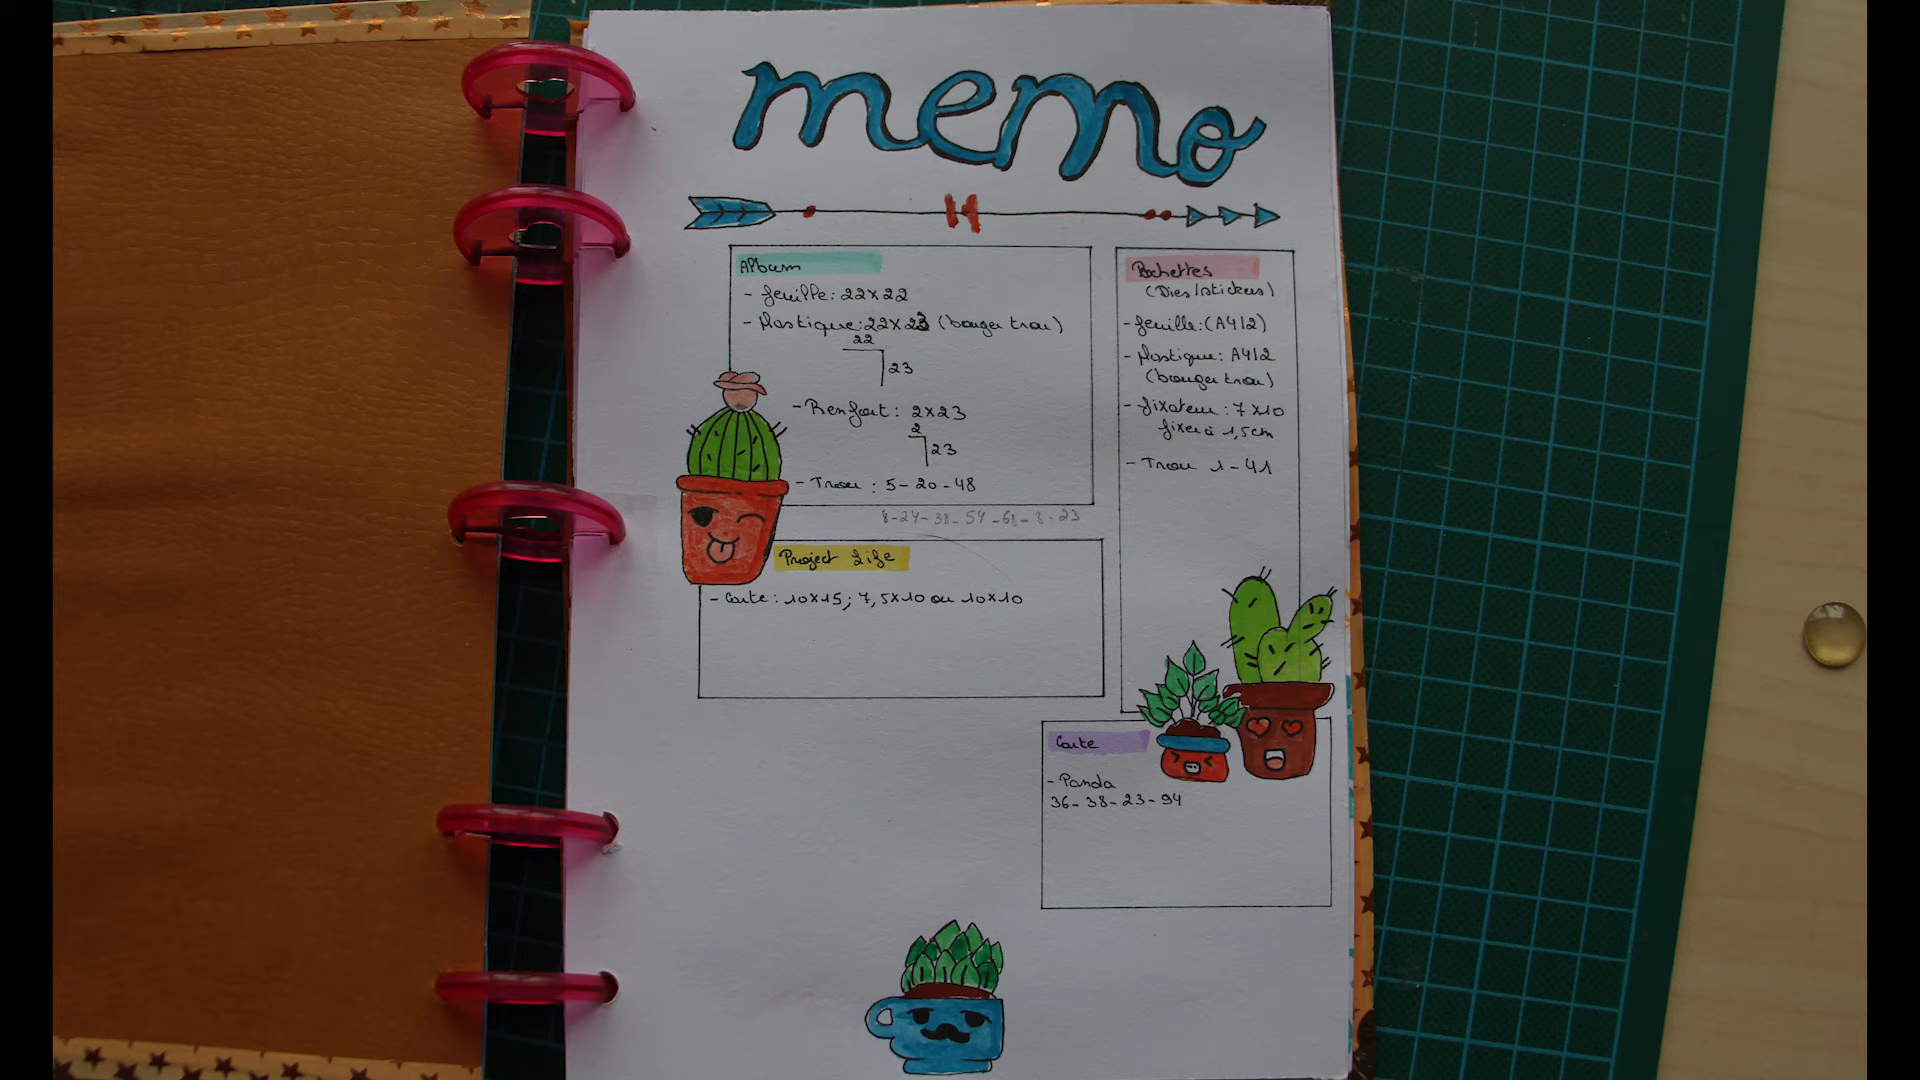 memo
Album
- feuille: 22x22
- Plastique: 22x23 (bouger trou)
22
23
- Renfort: 2x23
2
23
- Trou: 5-20-48
8-24-38-54-68-8-23
Project Life
- Carte: 10x15; 7,5x10 ou 10x10
Pochettes
(Dies/stickers)
- feuille: (A4/2)
- Plastique: A4/2
(bouger trou)
- fixateur: 7x10
fixer à 1,5cm
- Trou 1-41
Carte
- Panda
36-38-23-94